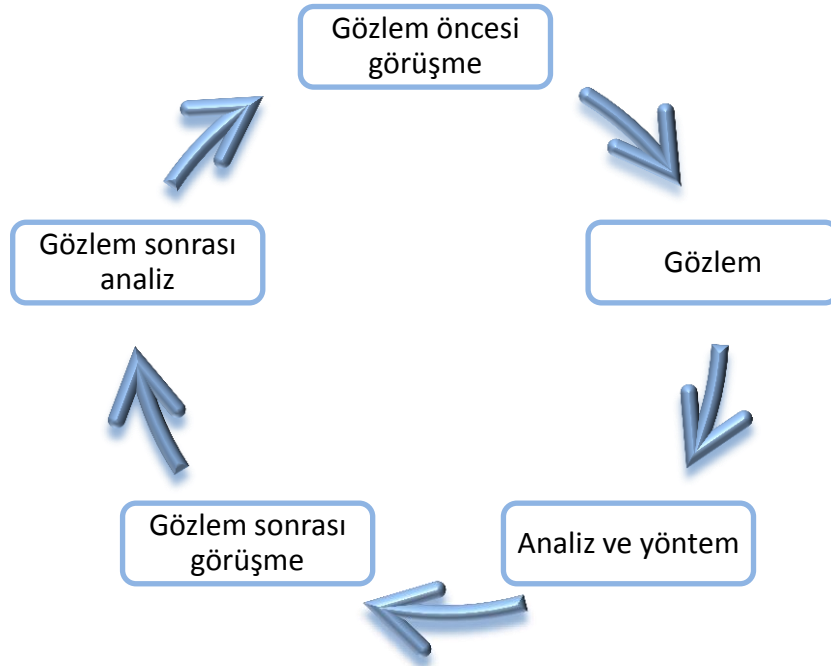 Gözlem öncesi
görüşme
Gözlem
Analiz ve yöntem
Gözlem sonrası
görüşme
Gözlem sonrası
analiz